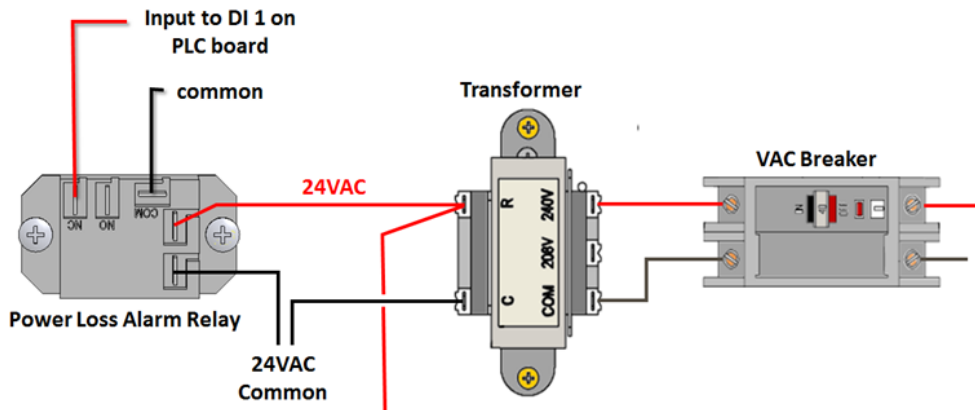 Input to DI 1 on
PLC board
common
Transformer
VAC Breaker
24VAC
NC
NO
COM
R
240V
208V
C
COM
Power Loss Alarm Relay
24VAC
Common